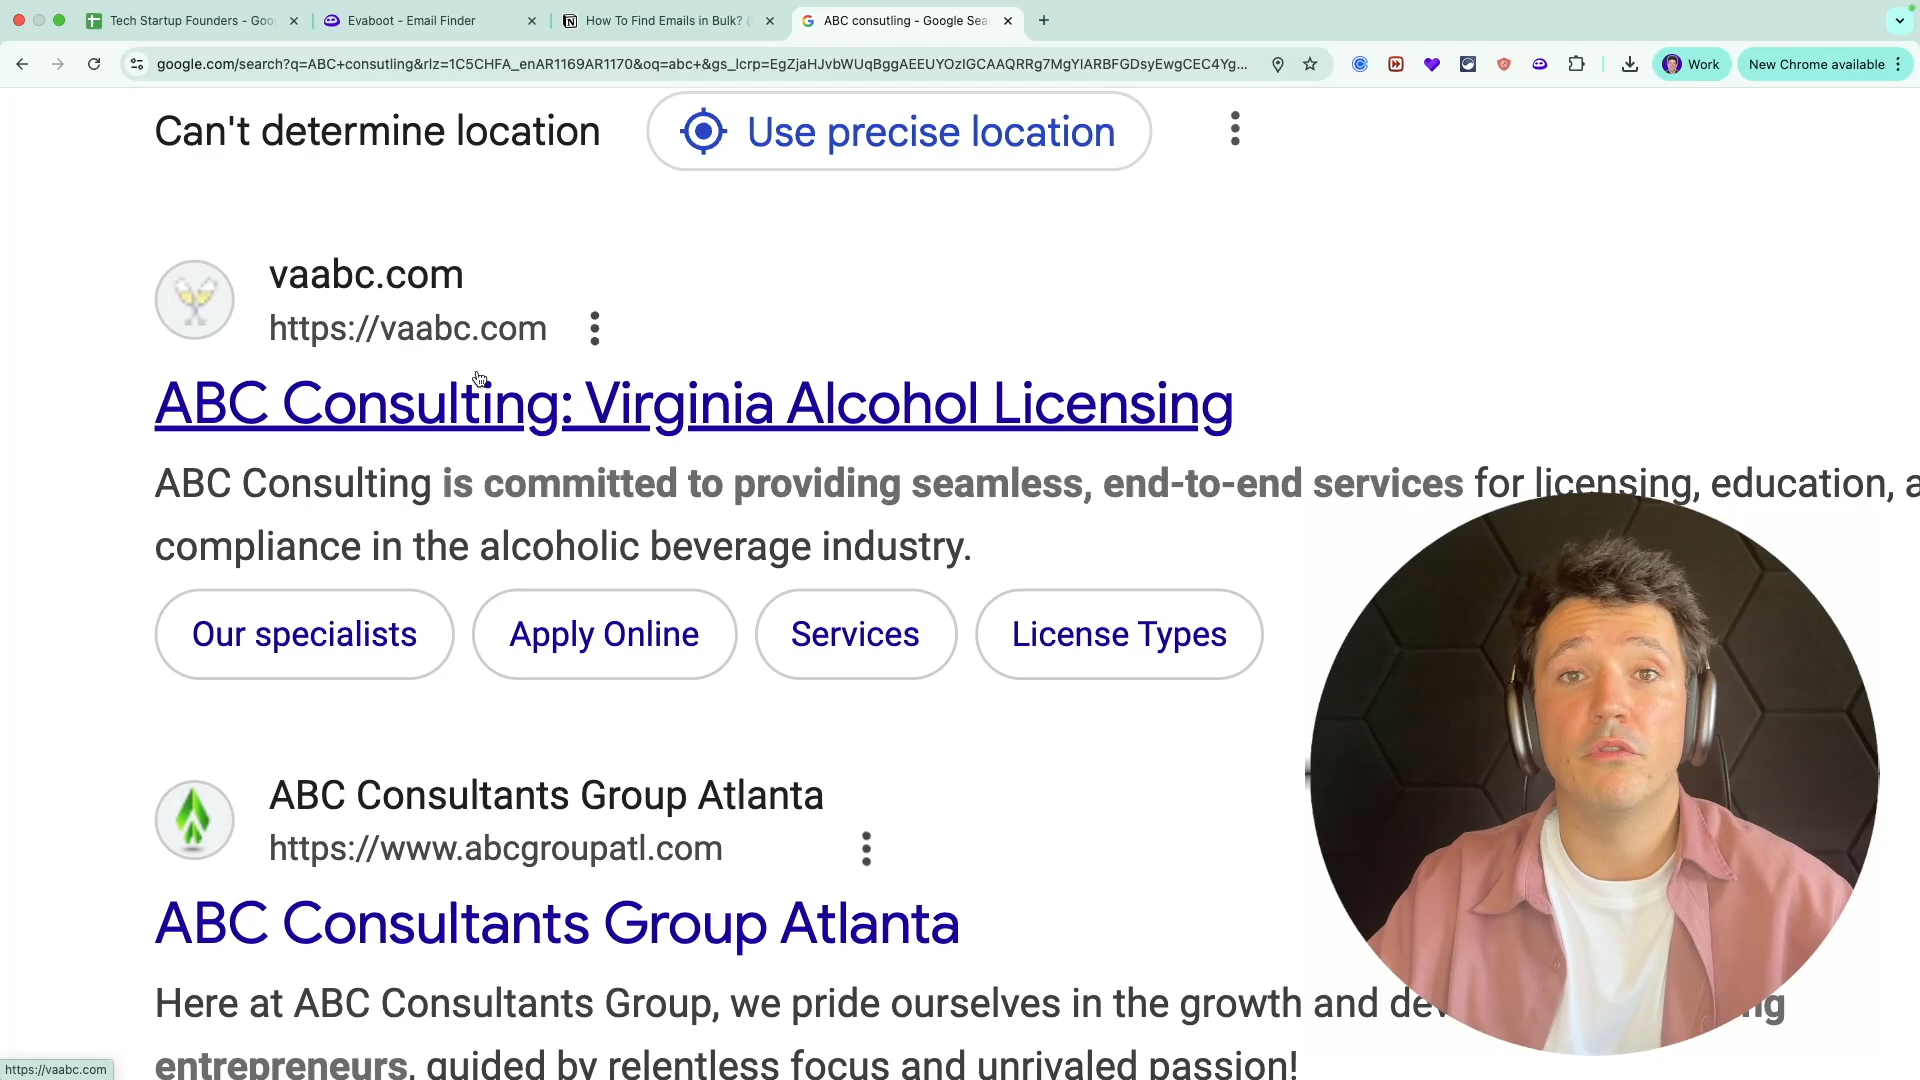 Tech Startup Founders - Goo
Evaboot - Email Finder
How To Find Emails in Bulk? (
ABC consutling - Google Sea
google.com/search?q=ABC+consutling&rlz=1C5CHFA_enAR1169AR1170&oq=abc+&gs_lcrp=EgZjaHJvbWUqBggAEEUYOzIGCAAQRRg7MgYIARBFGDsyEwgCEC4Yg...
Work
New Chrome available
Can't determine location
Use precise location
vaabc.com
https://vaabc.com
ABC Consulting: Virginia Alcohol Licensing
ABC Consulting is committed to providing seamless, end-to-end services for licensing, education, a
compliance in the alcoholic beverage industry.
Our specialists
Apply Online
Services
License Types
ABC Consultants Group Atlanta
https://www.abcgroupatl.com
ABC Consultants Group Atlanta
Here at ABC Consultants Group, we pride ourselves in the growth and de
ng
entrepreneurs, guided by relentless focus and unrivaled passion!
https://vaabc.com